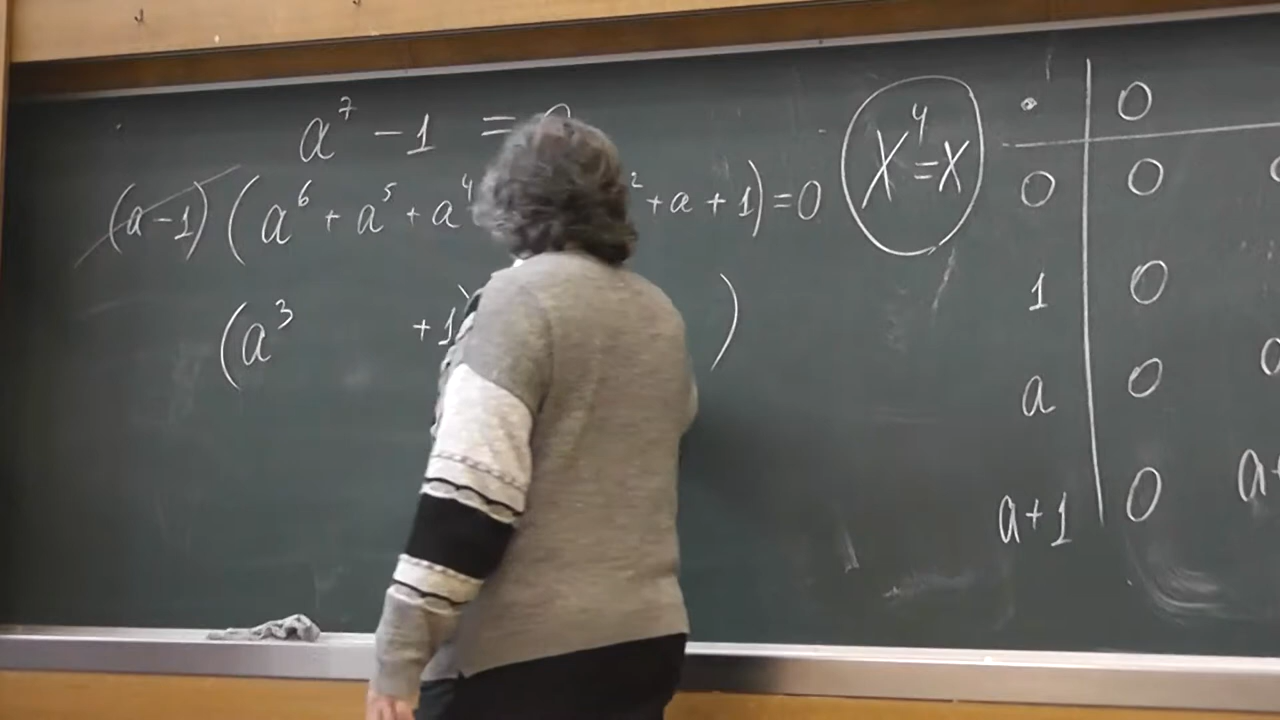 a⁷ - 1 =
(a-1) (a⁶ + a⁵ + a⁴ ² + a + 1) = 0
(a³ +1 )
X⁴ = X
· 0
0 0
1 0
a 0
a+1 0 a+